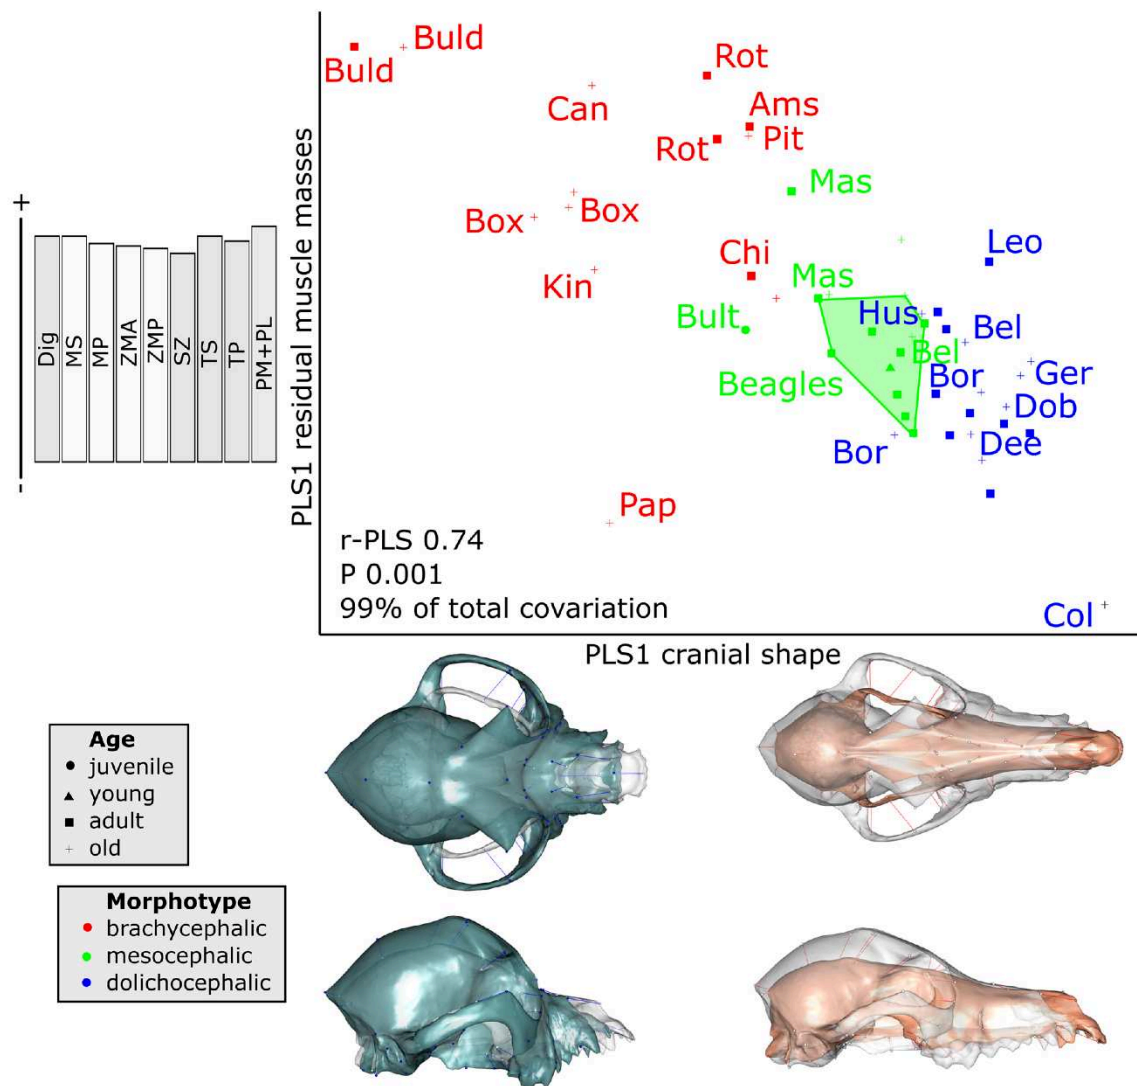 Buld
Buld
Can
Rot
Ams
Pit
Rot
Mas
Box
Box
Chi
Kin
Leo
Mas
Bult
Hus
Bel
Bel
Beagles
Bor
Ger
Dob
Bor
Dee
Pap
Col
r-PLS 0.74
P 0.001
99% of total covariation
PLS1 residual muscle masses
PLS1 cranial shape
+
-
Dig
MS
MP
ZMA
ZMP
SZ
TS
TP
PM+PL
Age
juvenile
young
adult
old
Morphotype
brachycephalic
mesocephalic
dolichocephalic